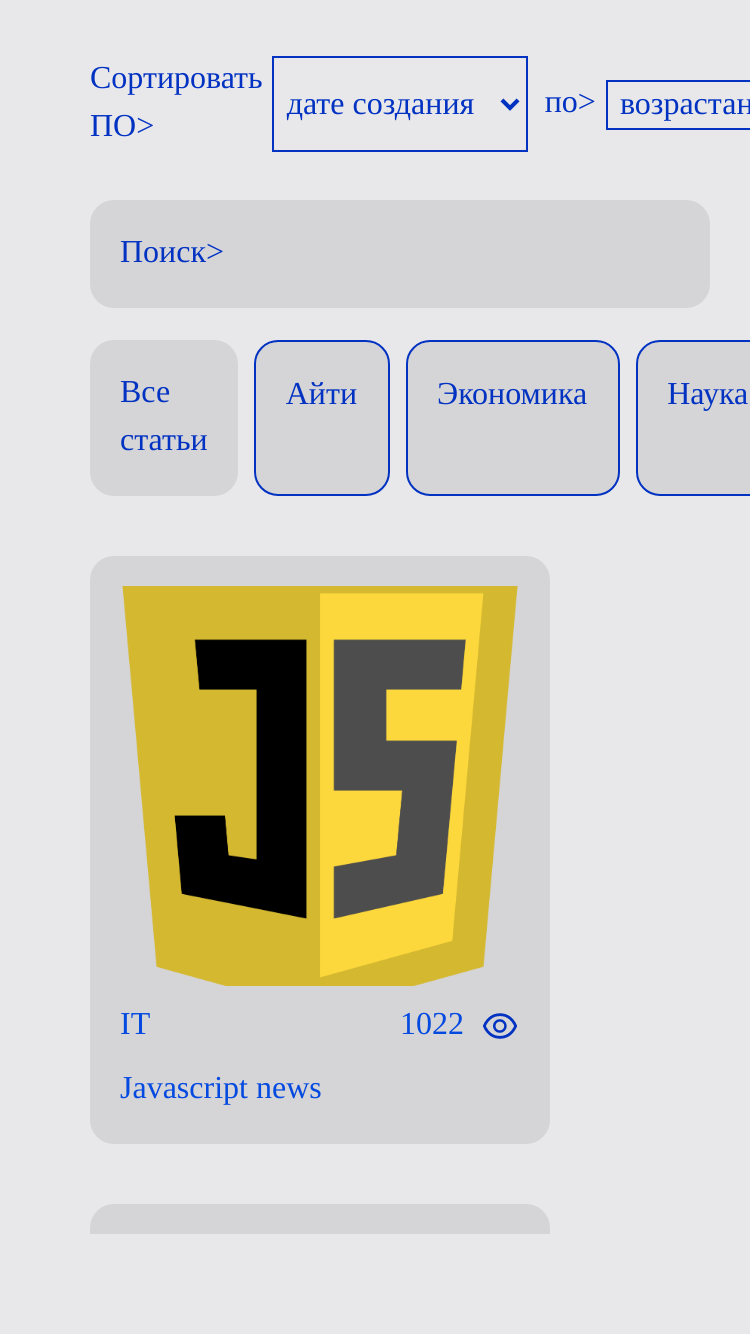 Сортировать
ПО>
дате создания
по>
возрастан
Поиск>
Все
статьи
Айти
Экономика
Наука
JS
IT
1022
Javascript news